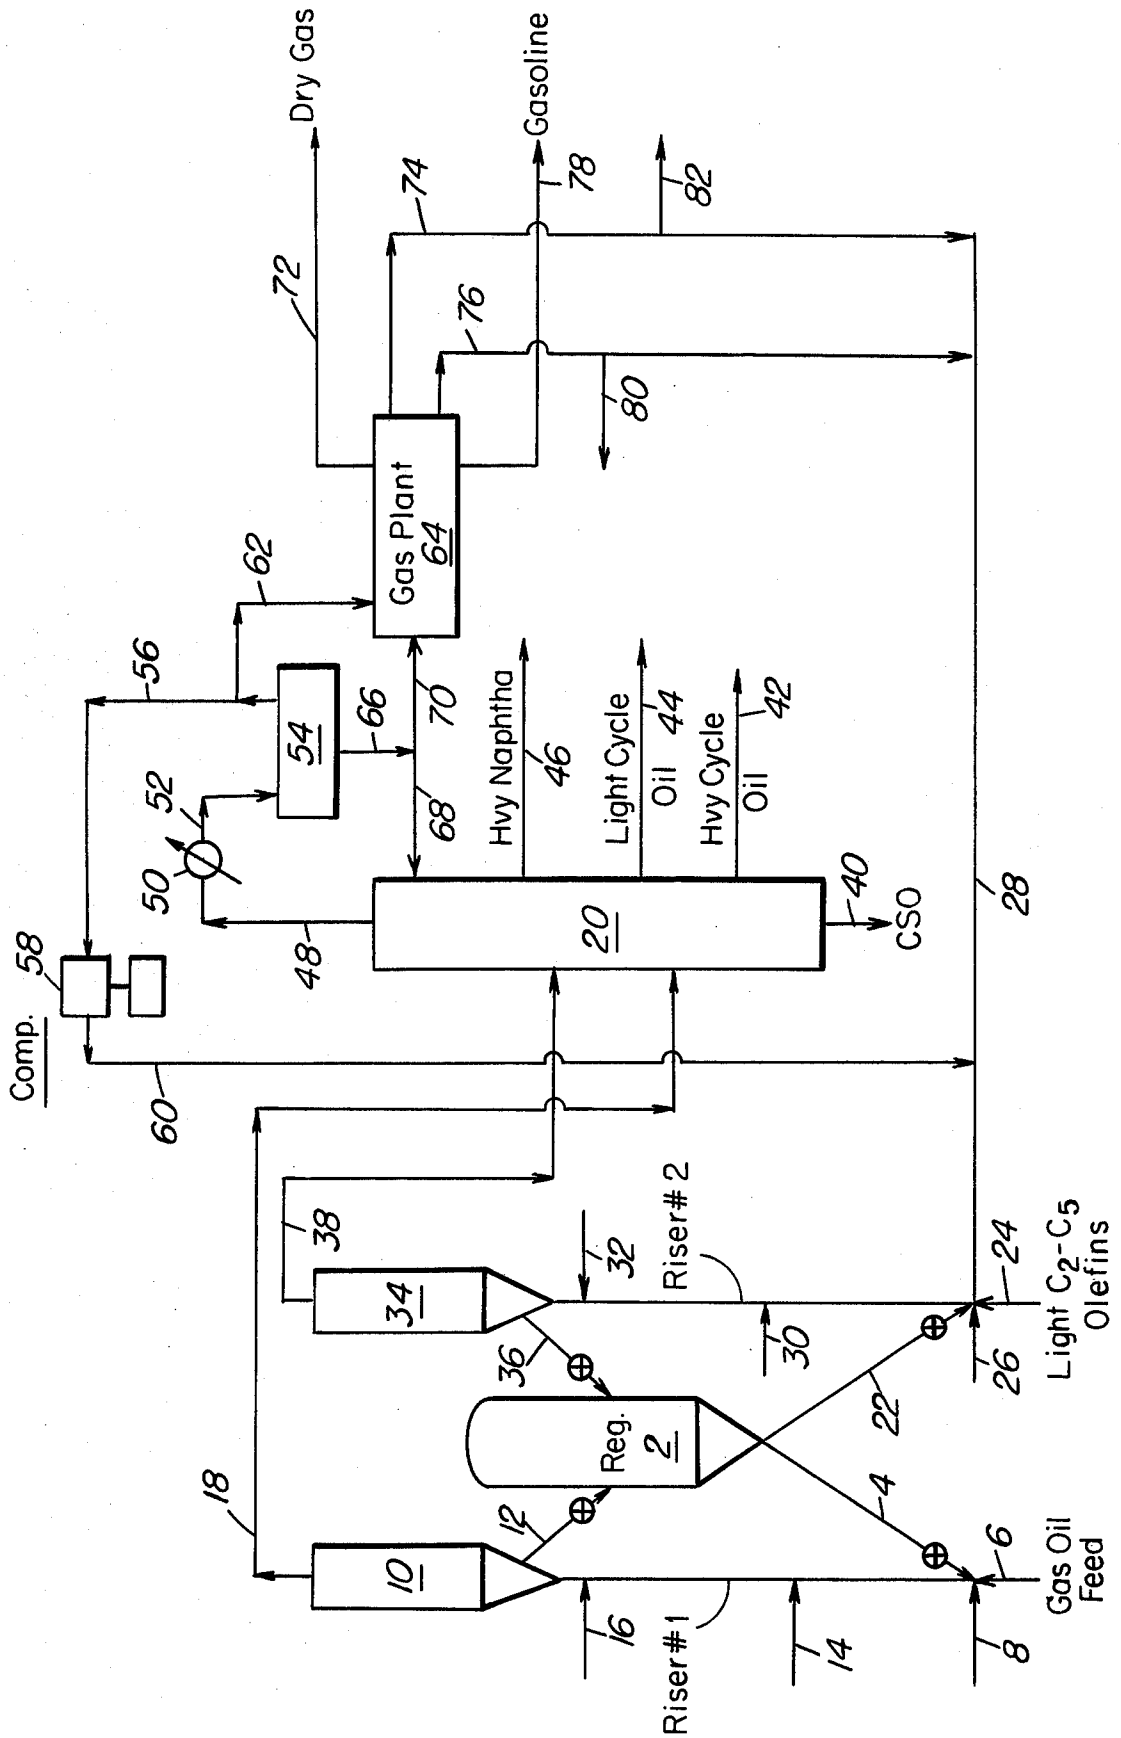 Comp.
58
60
18
38
10
34
12
36
Reg.
2
16
32
14
30
Riser#1
Riser#2
4
22
8
6
26
24
Gas Oil
Feed
Light C2-C5
Olefins
28
48
50
52
54
56
62
66
68
70
20
Hvy Naphtha
46
Light Cycle
Oil
44
Hvy Cycle
Oil
42
40
CSO
Gas Plant
64
72
Dry Gas
74
76
78
Gasoline
80
82